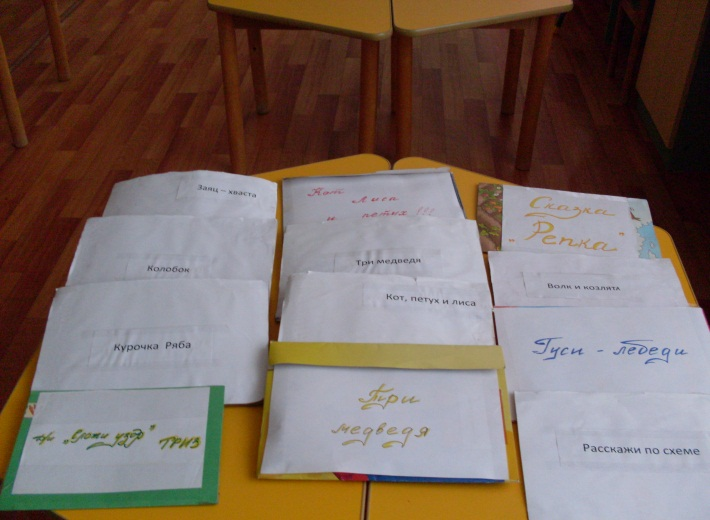 Заяц – хваста
Колобок
Курочка Ряба
ТРИЗ
Кот Лиса
и петух !!!
Три медведя
Кот, петух и лиса
Три
медведя
Сказка
„Репка“
Волк и козлята
Гуси - лебеди
Расскажи по схеме